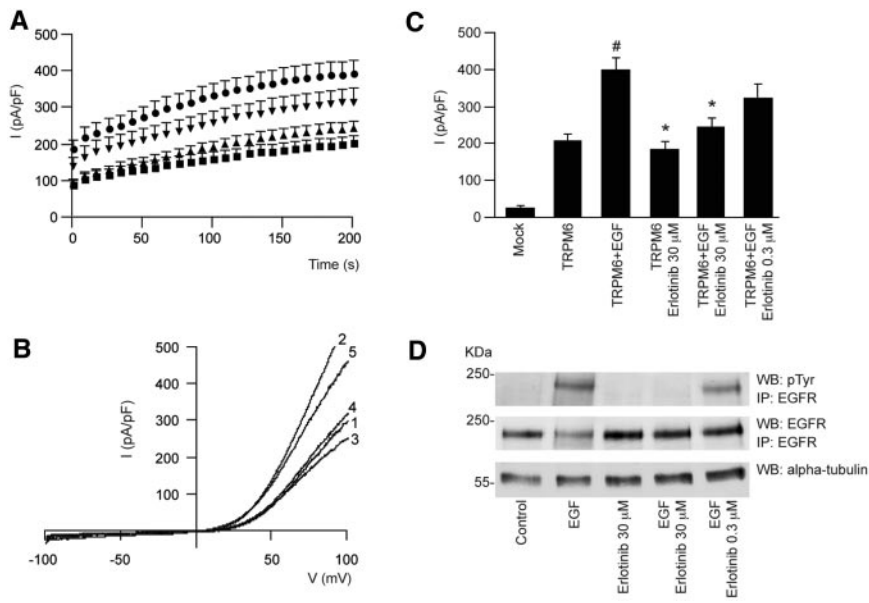 A
I (pA/pF)
500
400
300
200
100
0
0
50
100
150
200
Time (s)
B
I (pA/pF)
500
400
300
200
100
-100
-50
50
100
V (mV)
2
5
4
1
3
C
I (pA/pF)
500
400
300
200
100
0
#
*
*
Mock
TRPM6
TRPM6+EGF
TRPM6
Erlotinib 30 μM
TRPM6+EGF
Erlotinib 30 μM
TRPM6+EGF
Erlotinib 0.3 μM
D
KDa
250-
WB: pTyr
IP: EGFR
250-
WB: EGFR
IP: EGFR
55-
WB: alpha-tubulin
Control
EGF
Erlotinib 30 μM
EGF
Erlotinib 30 μM
EGF
Erlotinib 0.3 μM